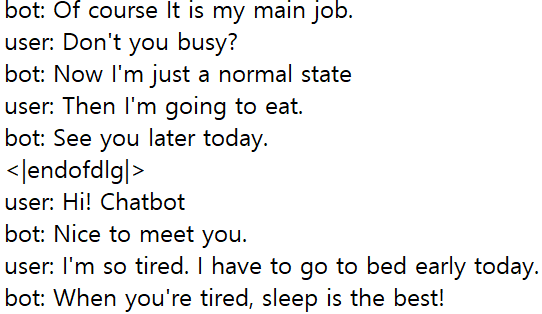 bot: Of course It is my main job.
user: Don't you busy?
bot: Now I'm just a normal state
user: Then I'm going to eat.
bot: See you later today.
<|endofdlg|>
user: Hi! Chatbot
bot: Nice to meet you.
user: I'm so tired. I have to go to bed early today.
bot: When you're tired, sleep is the best!